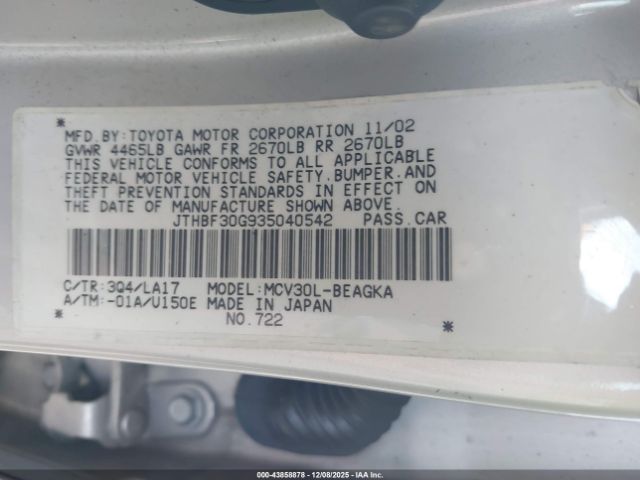 MFD.BY:TOYOTA MOTOR CORPORATION 11/02
GVWR 4465LB GAWR FR 2670LB RR 2670LB
THIS VEHICLE CONFORMS TO ALL APPLICABLE
FEDERAL MOTOR VEHICLE SAFETY,BUMPER,AND
THEFT PREVENTION STANDARDS IN EFFECT ON
THE DATE OF MANUFACTURE SHOWN ABOVE.
JTHBF30G935040542 PASS.CAR
C/TR:3Q4/LA17 MODEL:MCV30L-BEAGKA
A/TM:-01A/U150E MADE IN JAPAN
NO.722
000-43858878 12/08/2025 IAAI.CA